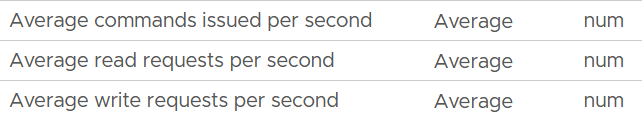 Average commands issued per second Average num
Average read requests per second Average num
Average write requests per second Average num